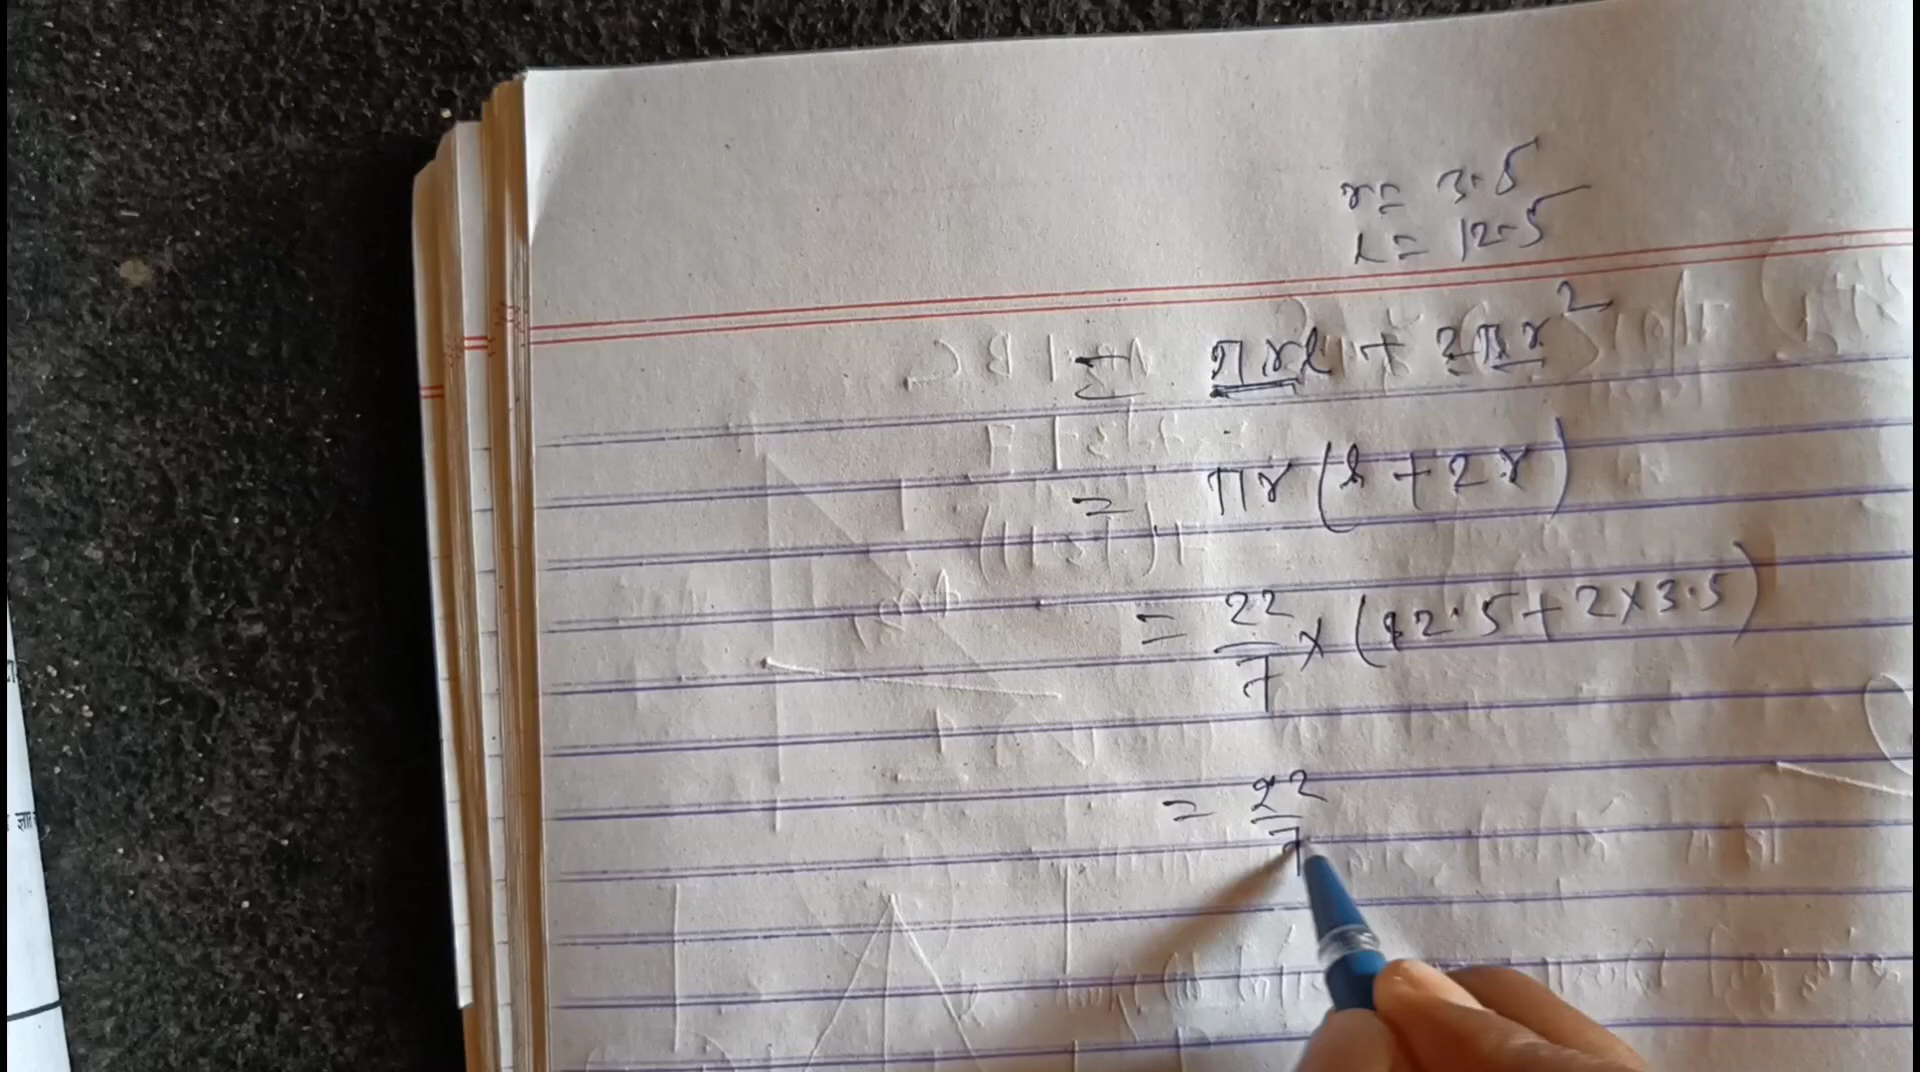 r = 3.5
l = 12.5
= πrl + 2πr²
= πr (l + 2r)
= 22/7 × (12.5 + 2×3.5)
= 22/7